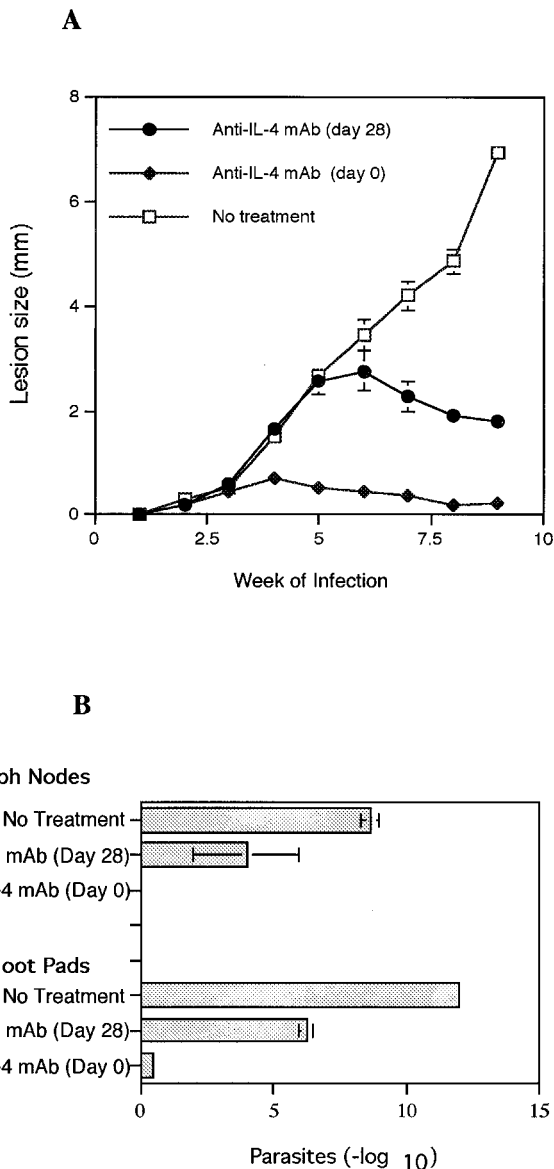 A
8
6
4
2
0
Lesion size (mm)
Anti-IL-4 mAb (day 28)
Anti-IL-4 mAb (day 0)
No treatment
0 2.5 5 7.5 10
Week of Infection
B
ph Nodes
No Treatment
mAb (Day 28)
-4 mAb (Day 0)
oot Pads
No Treatment
mAb (Day 28)
-4 mAb (Day 0)
0 5 10 15
Parasites (-log 10)